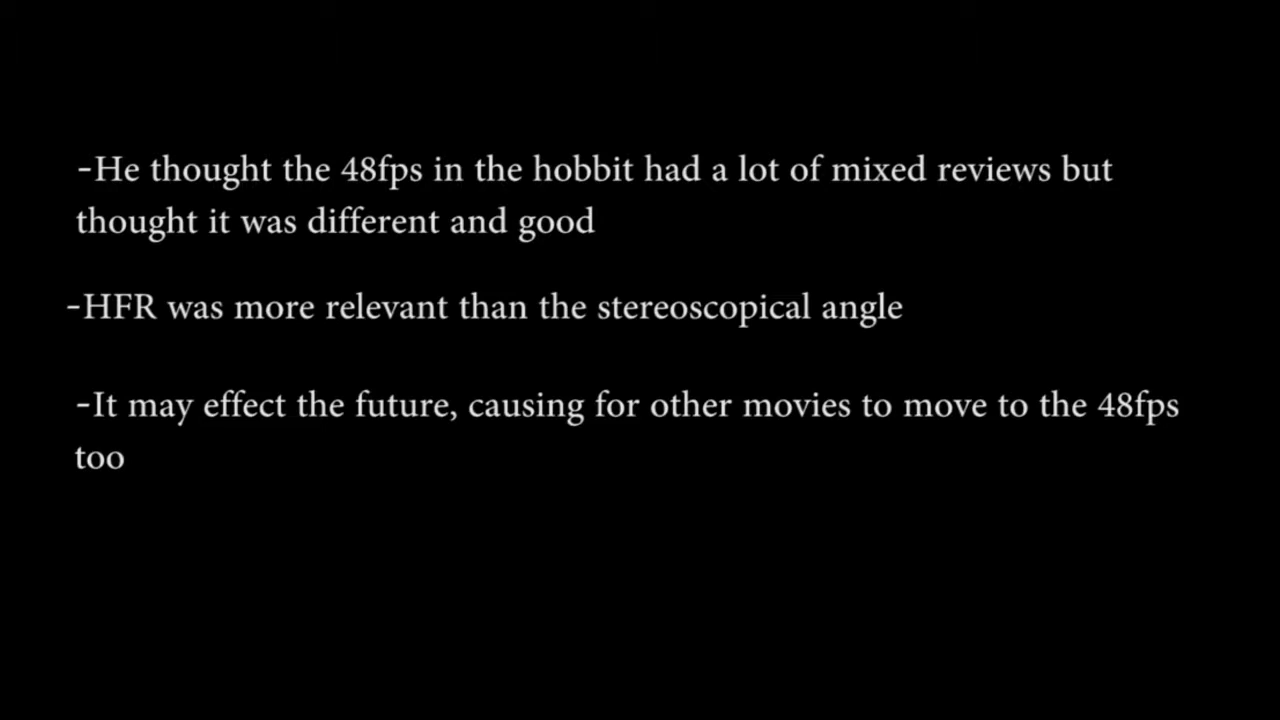 -He thought the 48fps in the hobbit had a lot of mixed reviews but
thought it was different and good
-HFR was more relevant than the stereoscopical angle
-It may effect the future, causing for other movies to move to the 48fps
too